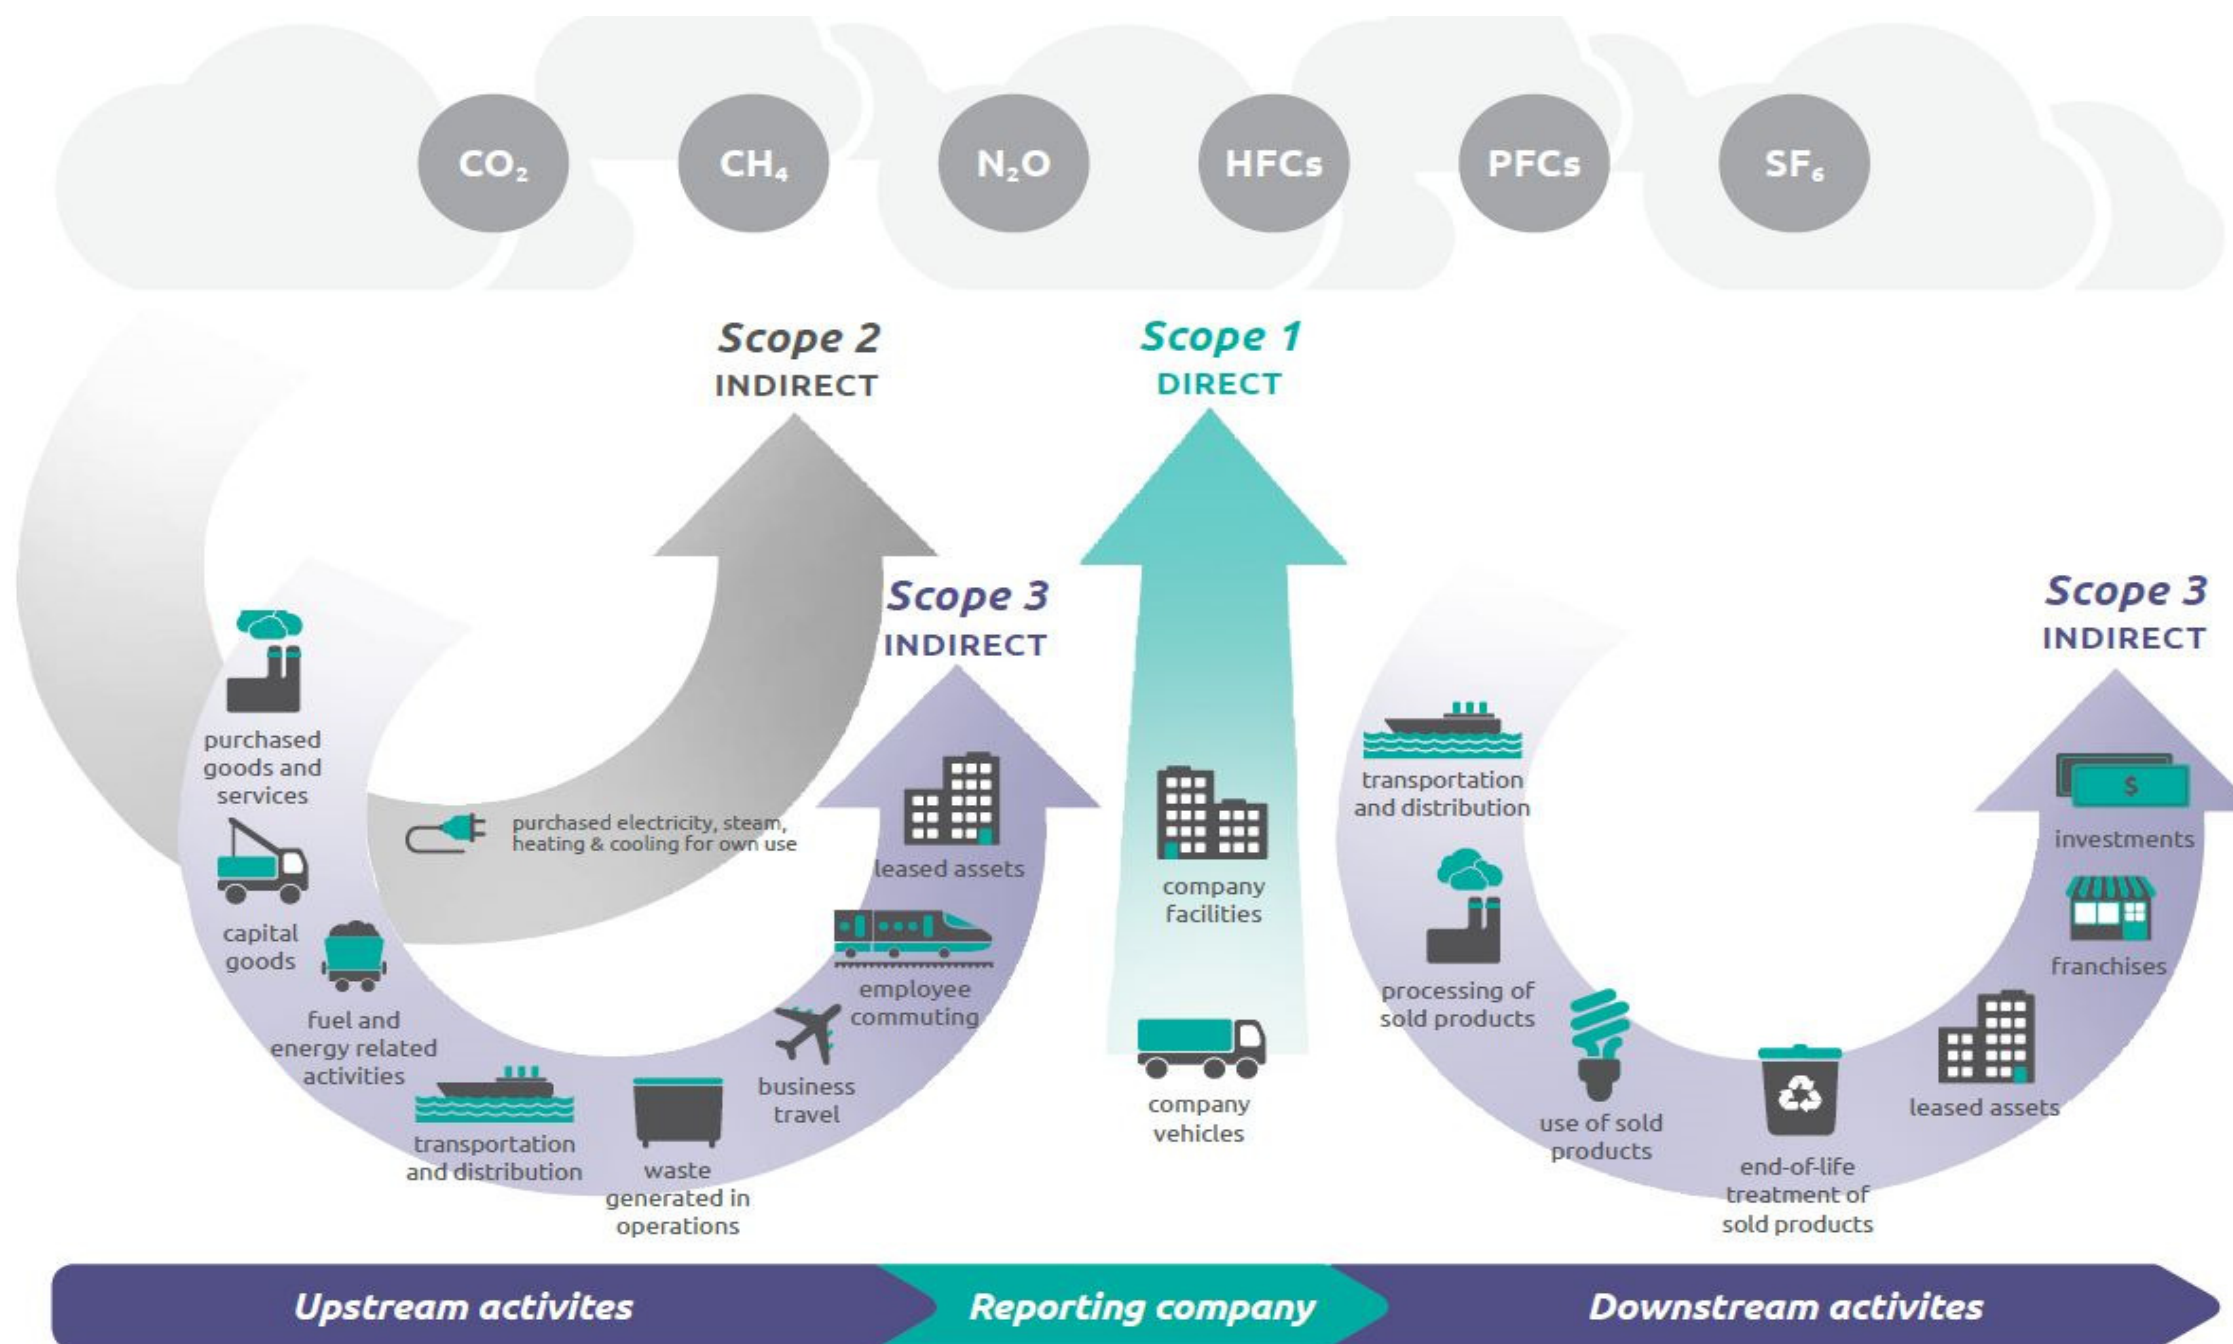 CO₂
CH₄
N₂O
HFCs
PFCs
SF₆
Scope 2
INDIRECT
Scope 1
DIRECT
Scope 3
INDIRECT
Scope 3
INDIRECT
purchased
goods and
services
capital
goods
fuel and
energy related
activities
transportation
and distribution
waste
generated in
operations
business
travel
employee
commuting
leased assets
purchased electricity, steam,
heating & cooling for own use
company
facilities
company
vehicles
transportation
and distribution
processing of
sold products
use of sold
products
end-of-life
treatment of
sold products
leased assets
franchises
investments
$
Upstream activites
Reporting company
Downstream activites